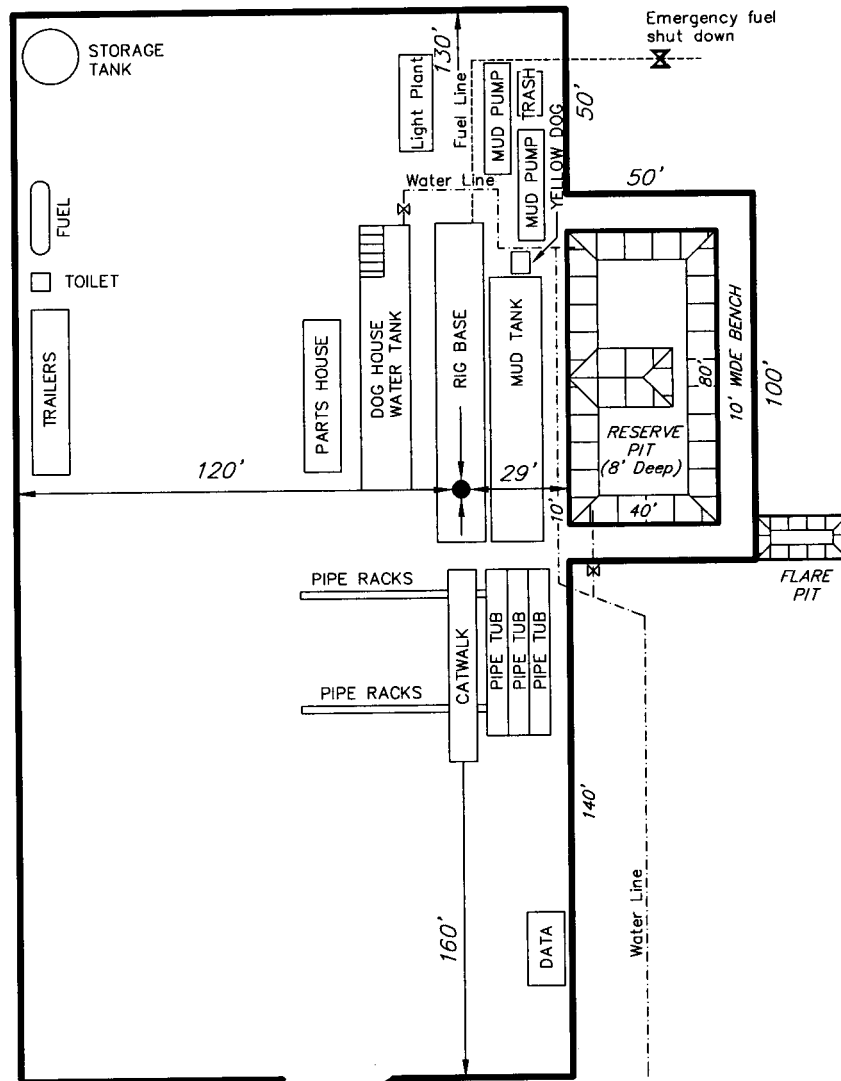 Emergency fuel
shut down
STORAGE
TANK
130'
Light Plant
Fuel Line
MUD PUMP
TRASH
50'
MUD PUMP
YELLOW DOG
Water Line
50'
FUEL
TOILET
TRAILERS
PARTS HOUSE
DOG HOUSE
WATER TANK
RIG BASE
MUD TANK
80'
10' WIDE BENCH
100'
RESERVE
PIT
(8' Deep)
120'
29'
10'
40'
FLARE
PIT
PIPE RACKS
CATWALK
PIPE TUB
PIPE TUB
PIPE TUB
PIPE RACKS
140'
Water Line
160'
DATA